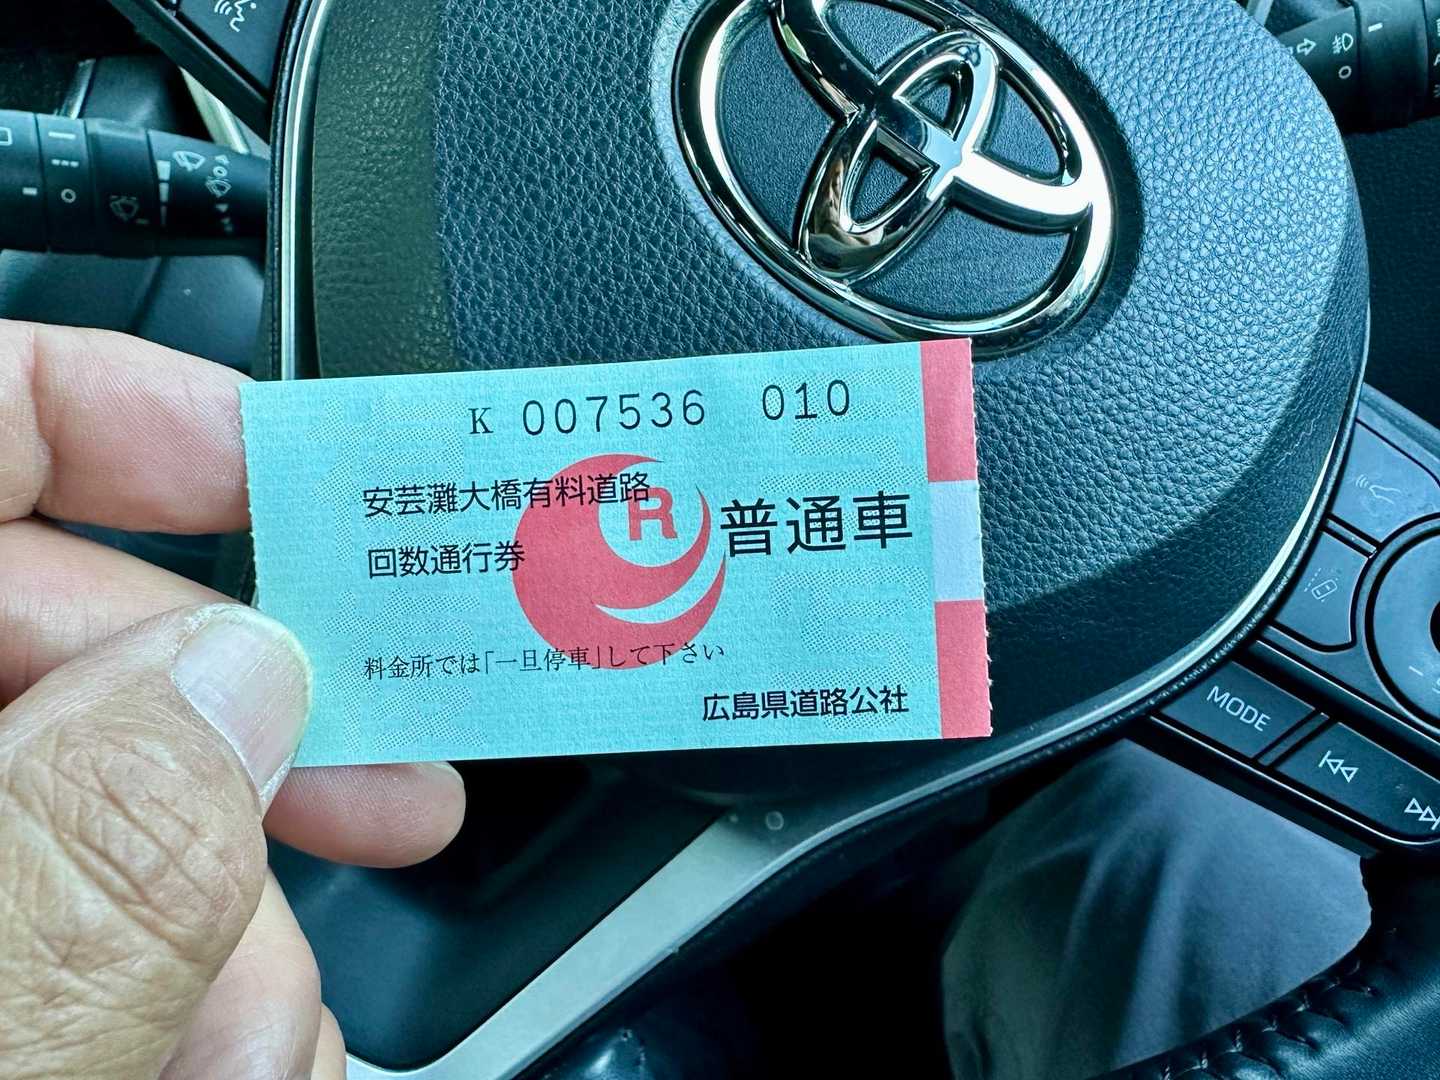 K 007536 010
安芸灘大橋有料道路
R
普通車
回数通行券
料金所では「一旦停車」して下さい
広島県道路公社
MODE